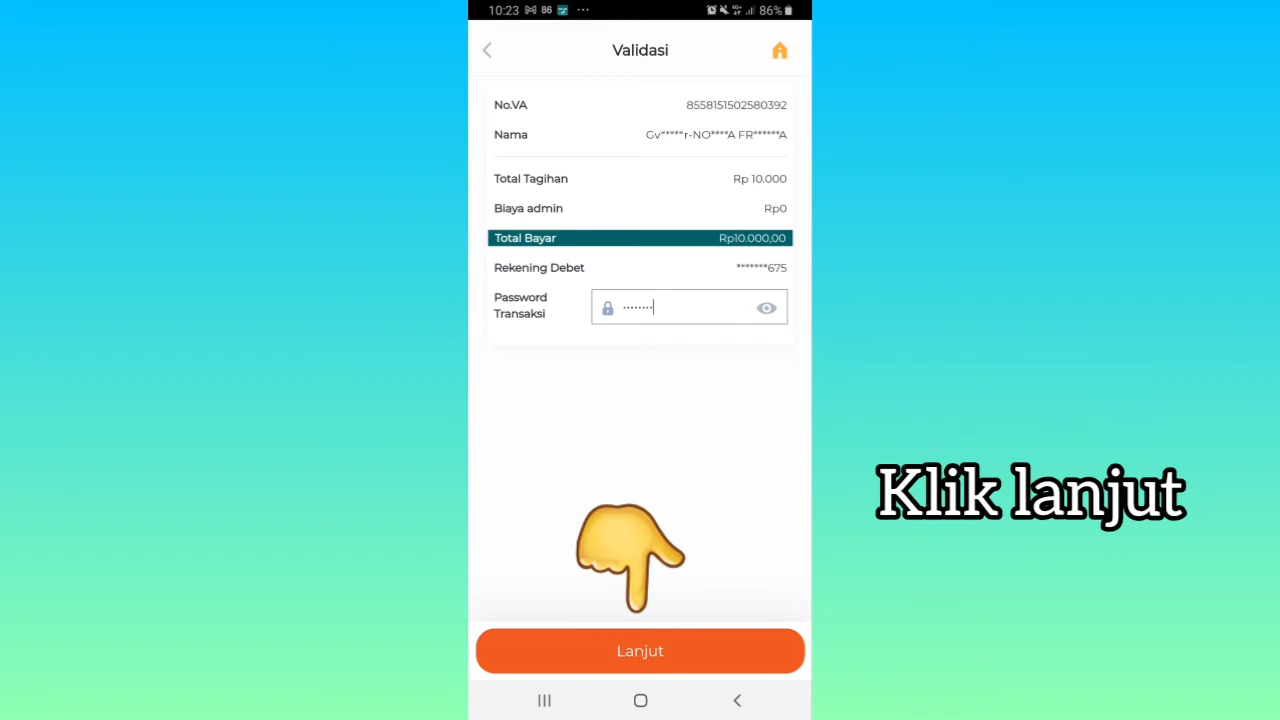 10:23 86 ... 86%
Validasi
No.VA 8558151502580392
Nama Gv*****r-NO****A FR******A
Total Tagihan Rp 10.000
Biaya admin Rp0
Total Bayar Rp10.000,00
Rekening Debet *******675
Password
Transaksi ········
Klik lanjut
Lanjut